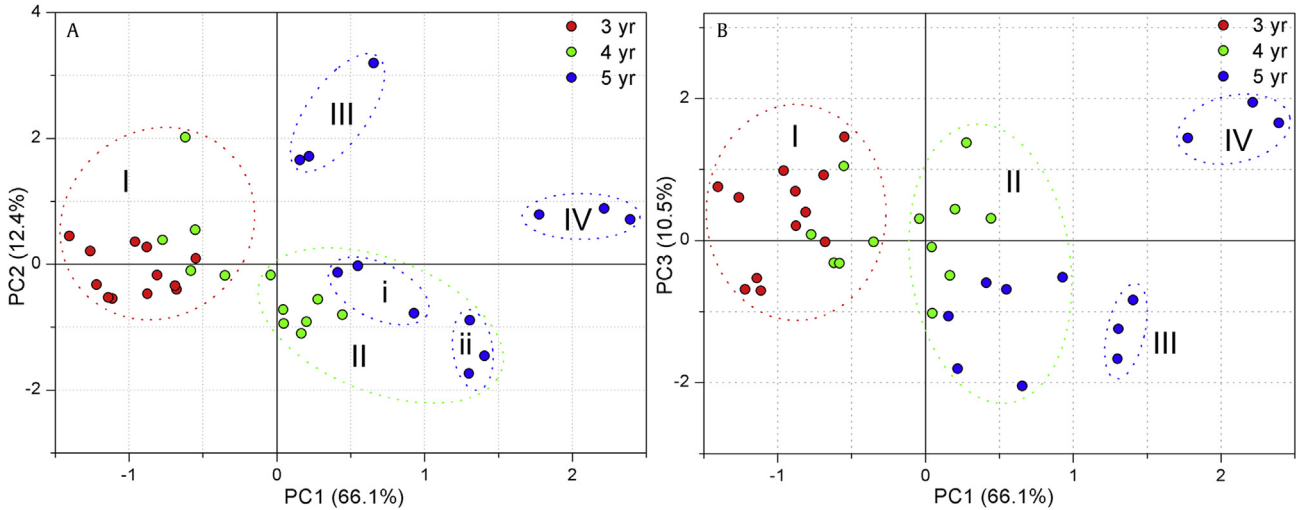 A
3 yr
4 yr
5 yr
I
II
III
IV
i
ii
4
2
0
-2
-1
0
1
2
PC2 (12.4%)
PC1 (66.1%)
B
3 yr
4 yr
5 yr
I
II
III
IV
2
0
-2
-1
0
1
2
PC3 (10.5%)
PC1 (66.1%)